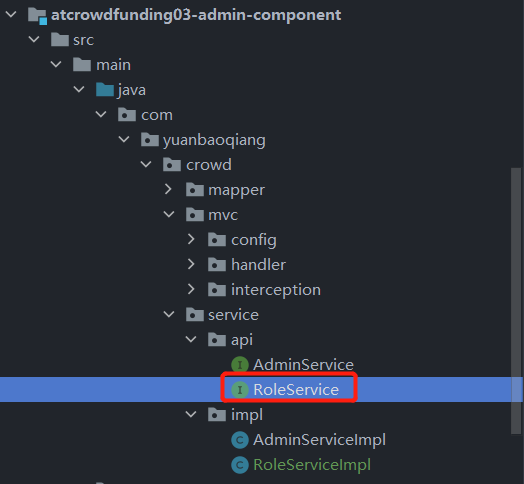 atcrowdfunding03-admin-component
src
main
java
com
yuanbaoqiang
crowd
mapper
mvc
config
handler
interception
service
api
I AdminService
I RoleService
impl
C AdminServiceImpl
C RoleServiceImpl